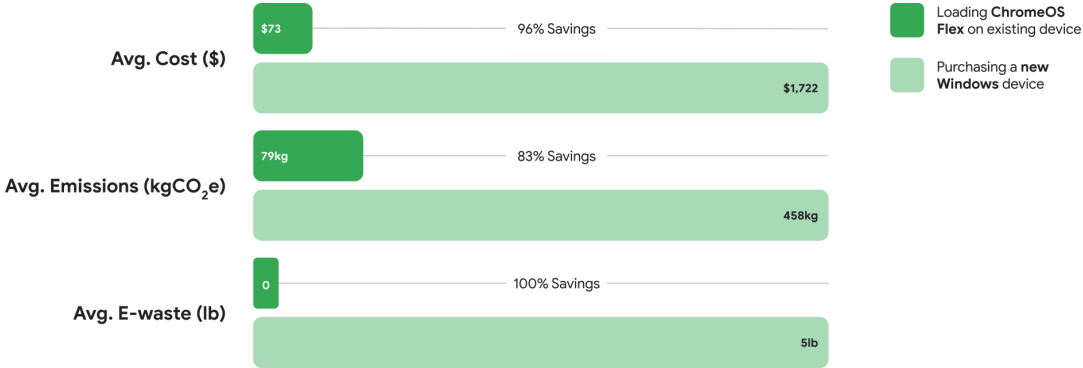 Avg. Cost ($)
$73
96% Savings
$1,722
Avg. Emissions (kgCO₂e)
79kg
83% Savings
458kg
Avg. E-waste (lb)
0
100% Savings
5lb
Loading ChromeOS
Flex on existing device
Purchasing a new
Windows device